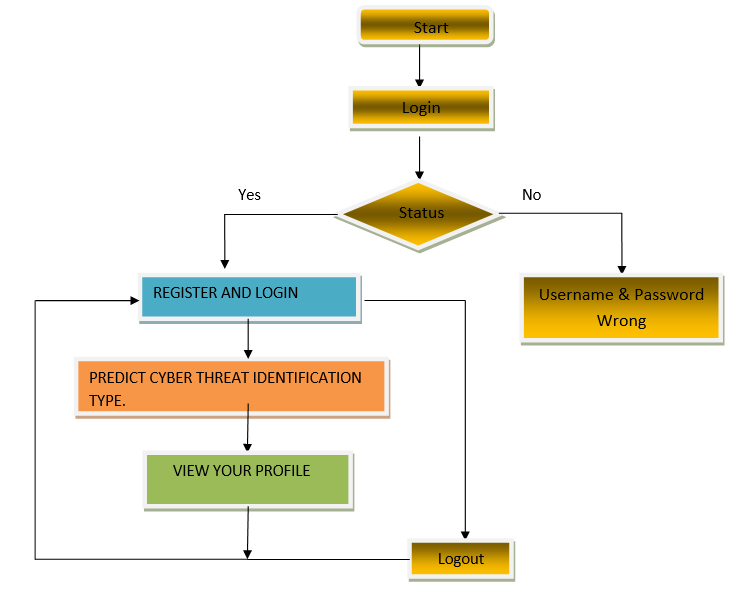 Start
Login
Yes
No
Status
REGISTER AND LOGIN
Username & Password
Wrong
PREDICT CYBER THREAT IDENTIFICATION
TYPE.
VIEW YOUR PROFILE
Logout